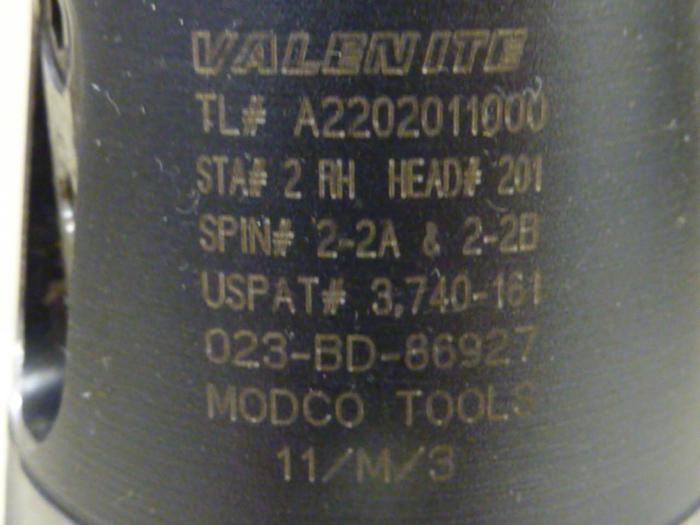 VALENITE
TL# A2202011000
STA# 2 RH HEAD# 201
SPIN# 2-2A & 2-2B
USPAT# 3,740-161
023-BD-86927
MODCO TOOLS
11/M/3